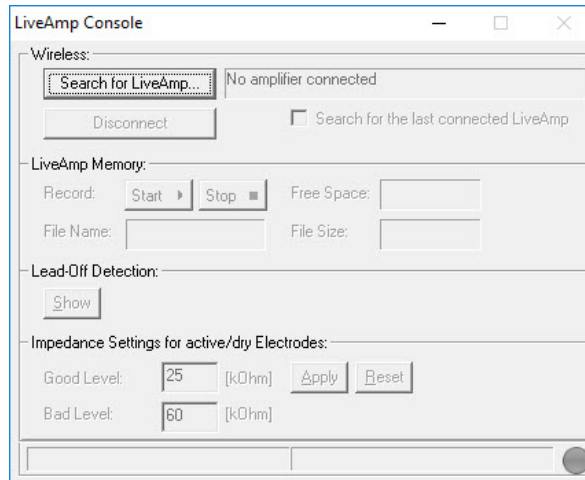 LiveAmp Console
Wireless:
Search for LiveAmp... No amplifier connected
Disconnect Search for the last connected LiveAmp
LiveAmp Memory:
Record: Start Stop Free Space:
File Name: File Size:
Lead-Off Detection:
Show
Impedance Settings for active/dry Electrodes:
Good Level: 25 [kOhm] Apply Reset
Bad Level: 60 [kOhm]